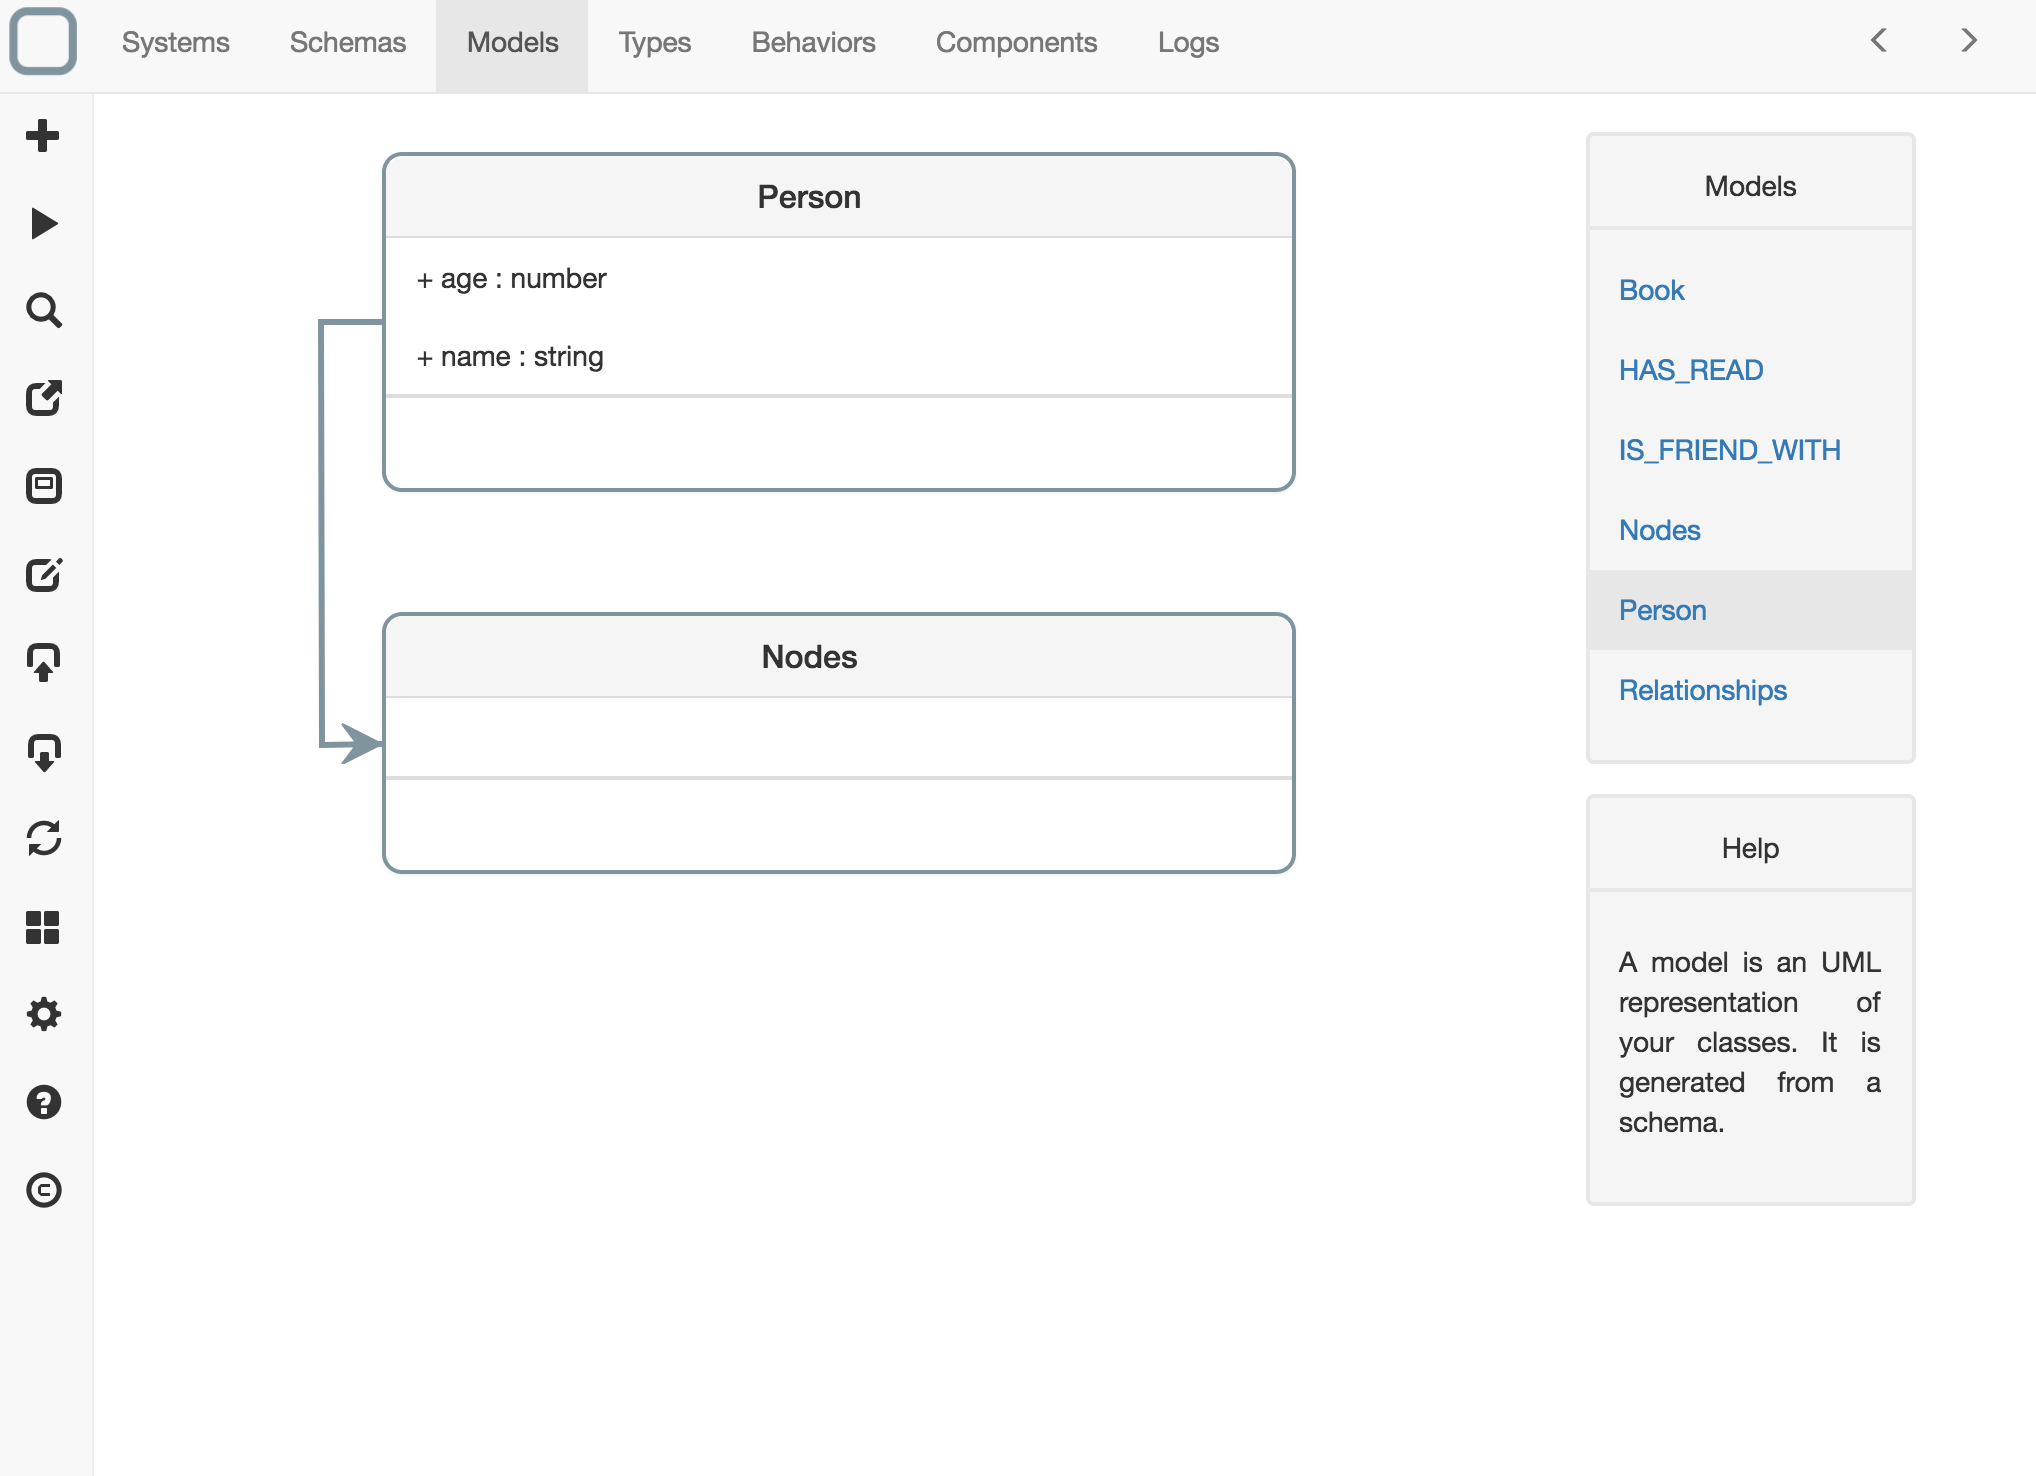 Systems Schemas Models Types Behaviors Components Logs
Person
+ age : number
+ name : string
Nodes
Models
Book
HAS_READ
IS_FRIEND_WITH
Nodes
Person
Relationships
Help
A model is an UML
representation of
your classes. It is
generated from a
schema.